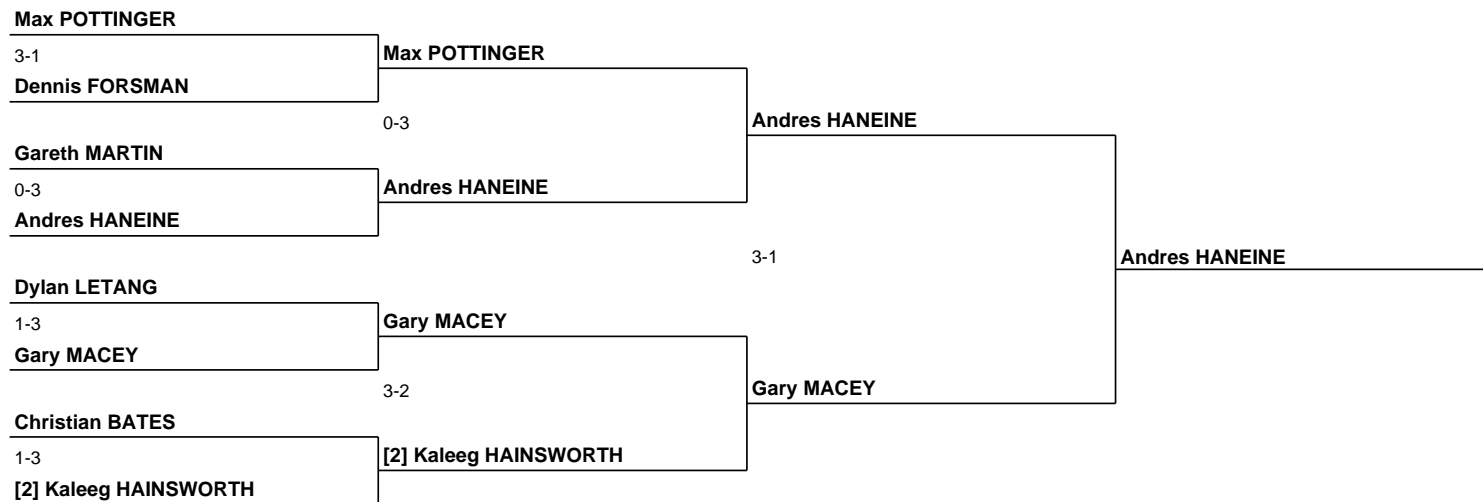 Max POTTINGER
3-1
Max POTTINGER
Dennis FORSMAN
0-3
Andres HANEINE
Gareth MARTIN
0-3
Andres HANEINE
Andres HANEINE
3-1
Andres HANEINE
Dylan LETANG
1-3
Gary MACEY
Gary MACEY
3-2
Gary MACEY
Christian BATES
1-3
[2] Kaleeg HAINSWORTH
[2] Kaleeg HAINSWORTH